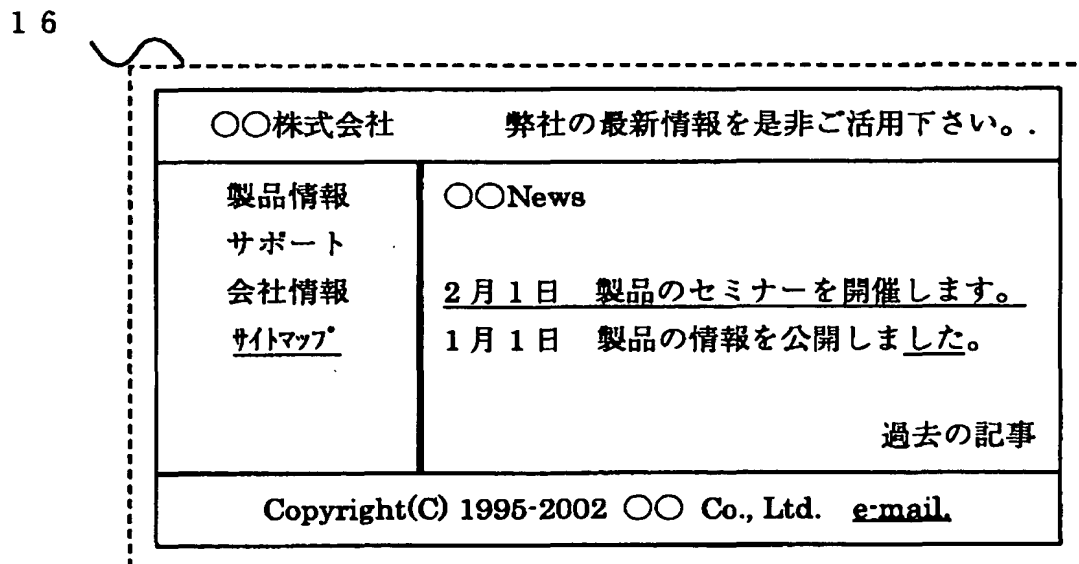 16
○○株式会社 弊社の最新情報を是非ご活用下さい。.
製品情報
サポート
会社情報
サイトマップ
○○News
2月1日 製品のセミナーを開催します。
1月1日 製品の情報を公開しました。
過去の記事
Copyright(C) 1995-2002 ○○ Co., Ltd. e-mail.